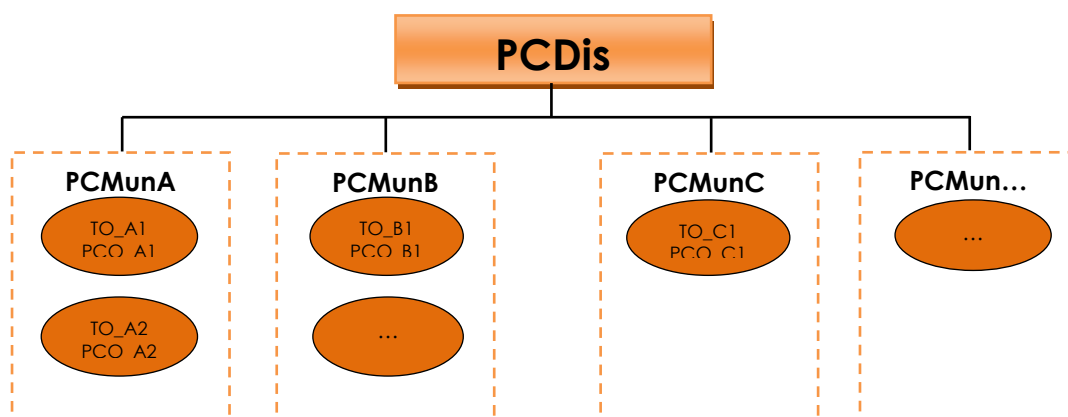 PCDis
PCMunA
TO_A1
PCO_A1
TO_A2
PCO_A2
PCMunB
TO_B1
PCO_B1
…
PCMunC
TO_C1
PCO_C1
PCMun…
…